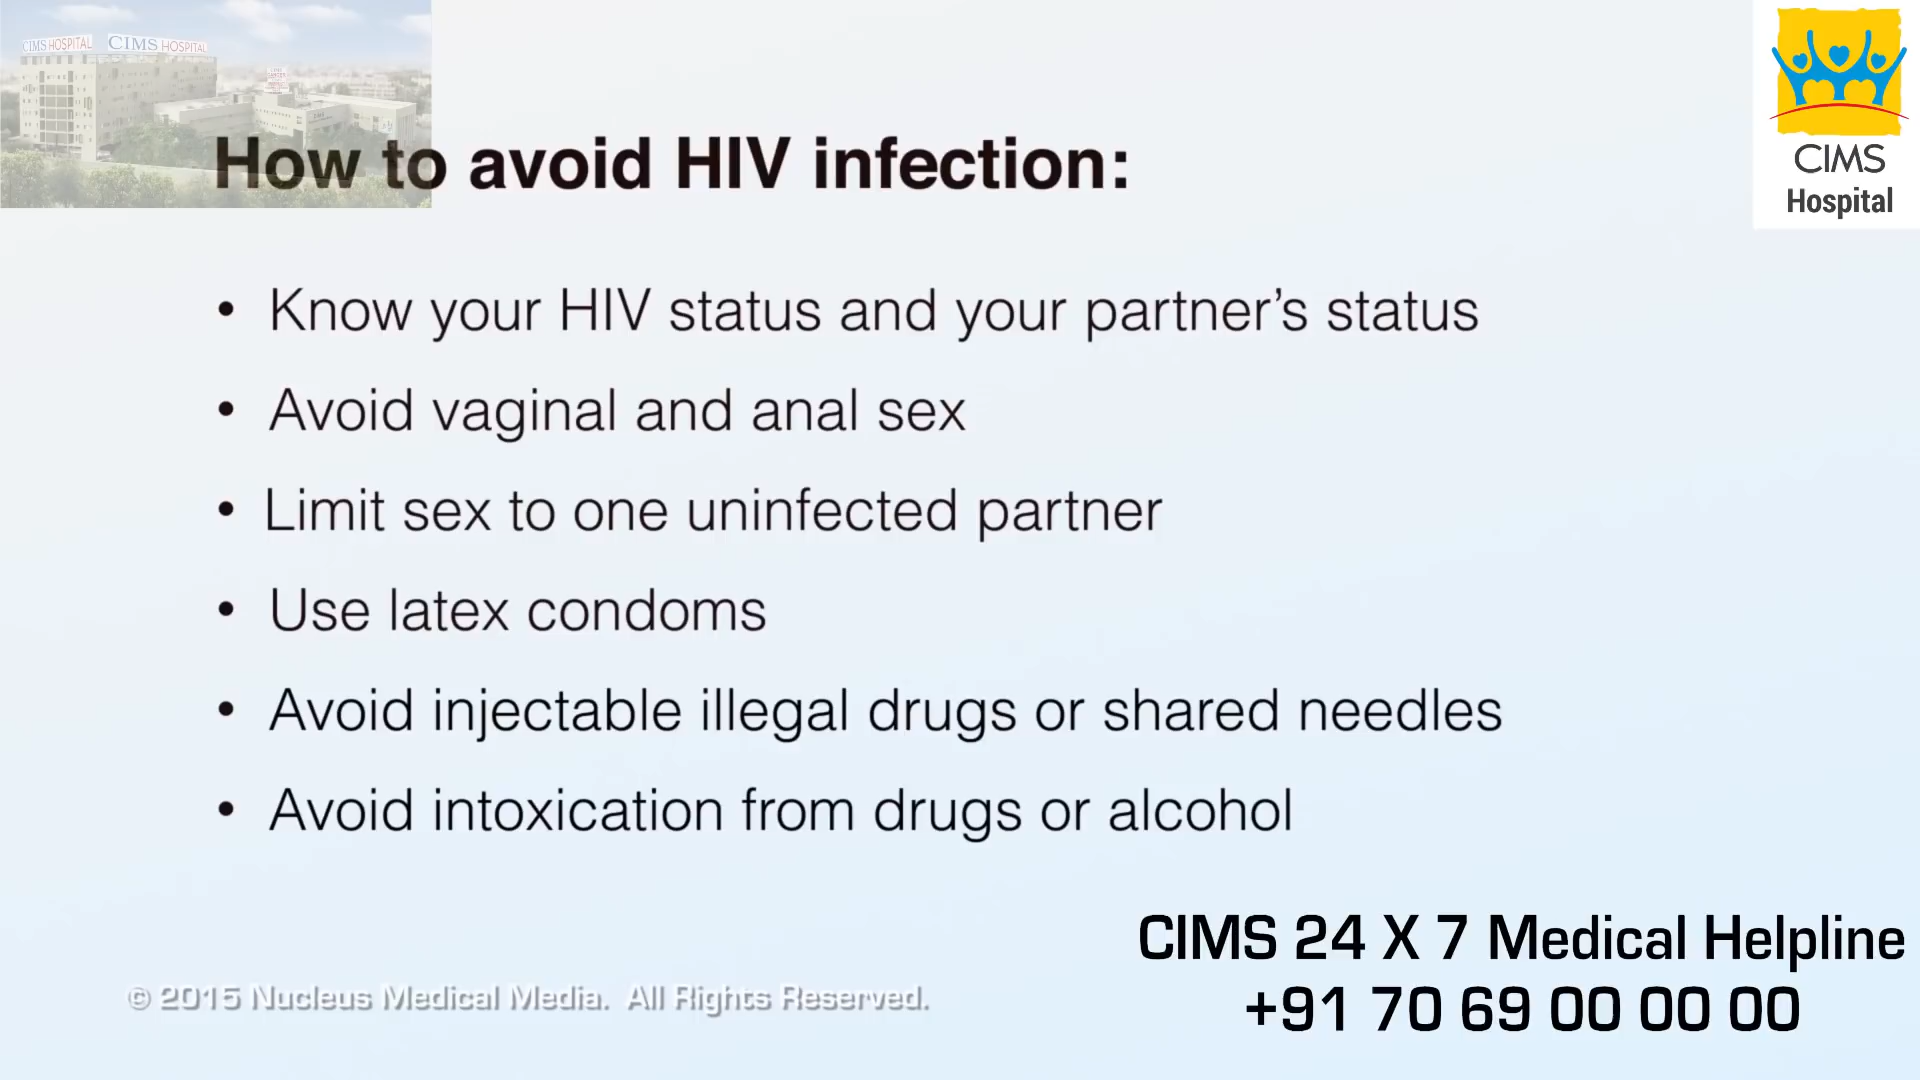 CIMS HOSPITAL CIMS HOSPITAL
CIMS
Hospital
How to avoid HIV infection:
• Know your HIV status and your partner’s status
• Avoid vaginal and anal sex
• Limit sex to one uninfected partner
• Use latex condoms
• Avoid injectable illegal drugs or shared needles
• Avoid intoxication from drugs or alcohol
CIMS 24 X 7 Medical Helpline
+91 70 69 00 00 00
© 2015 Nucleus Medical Media. All Rights Reserved.